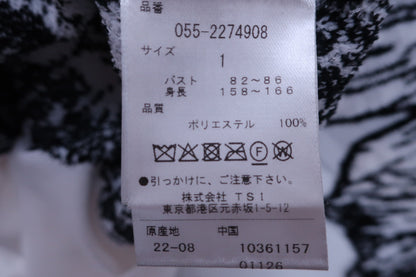 品番
055-2274908
サイズ
1
バスト 82～86
身長 158～166
品質
ポリエステル 100%
●引っかけに、ご注意下さい。
株式会社 TSI
東京都港区元赤坂1-5-12
原産地 中国
22-08 10361157
01126